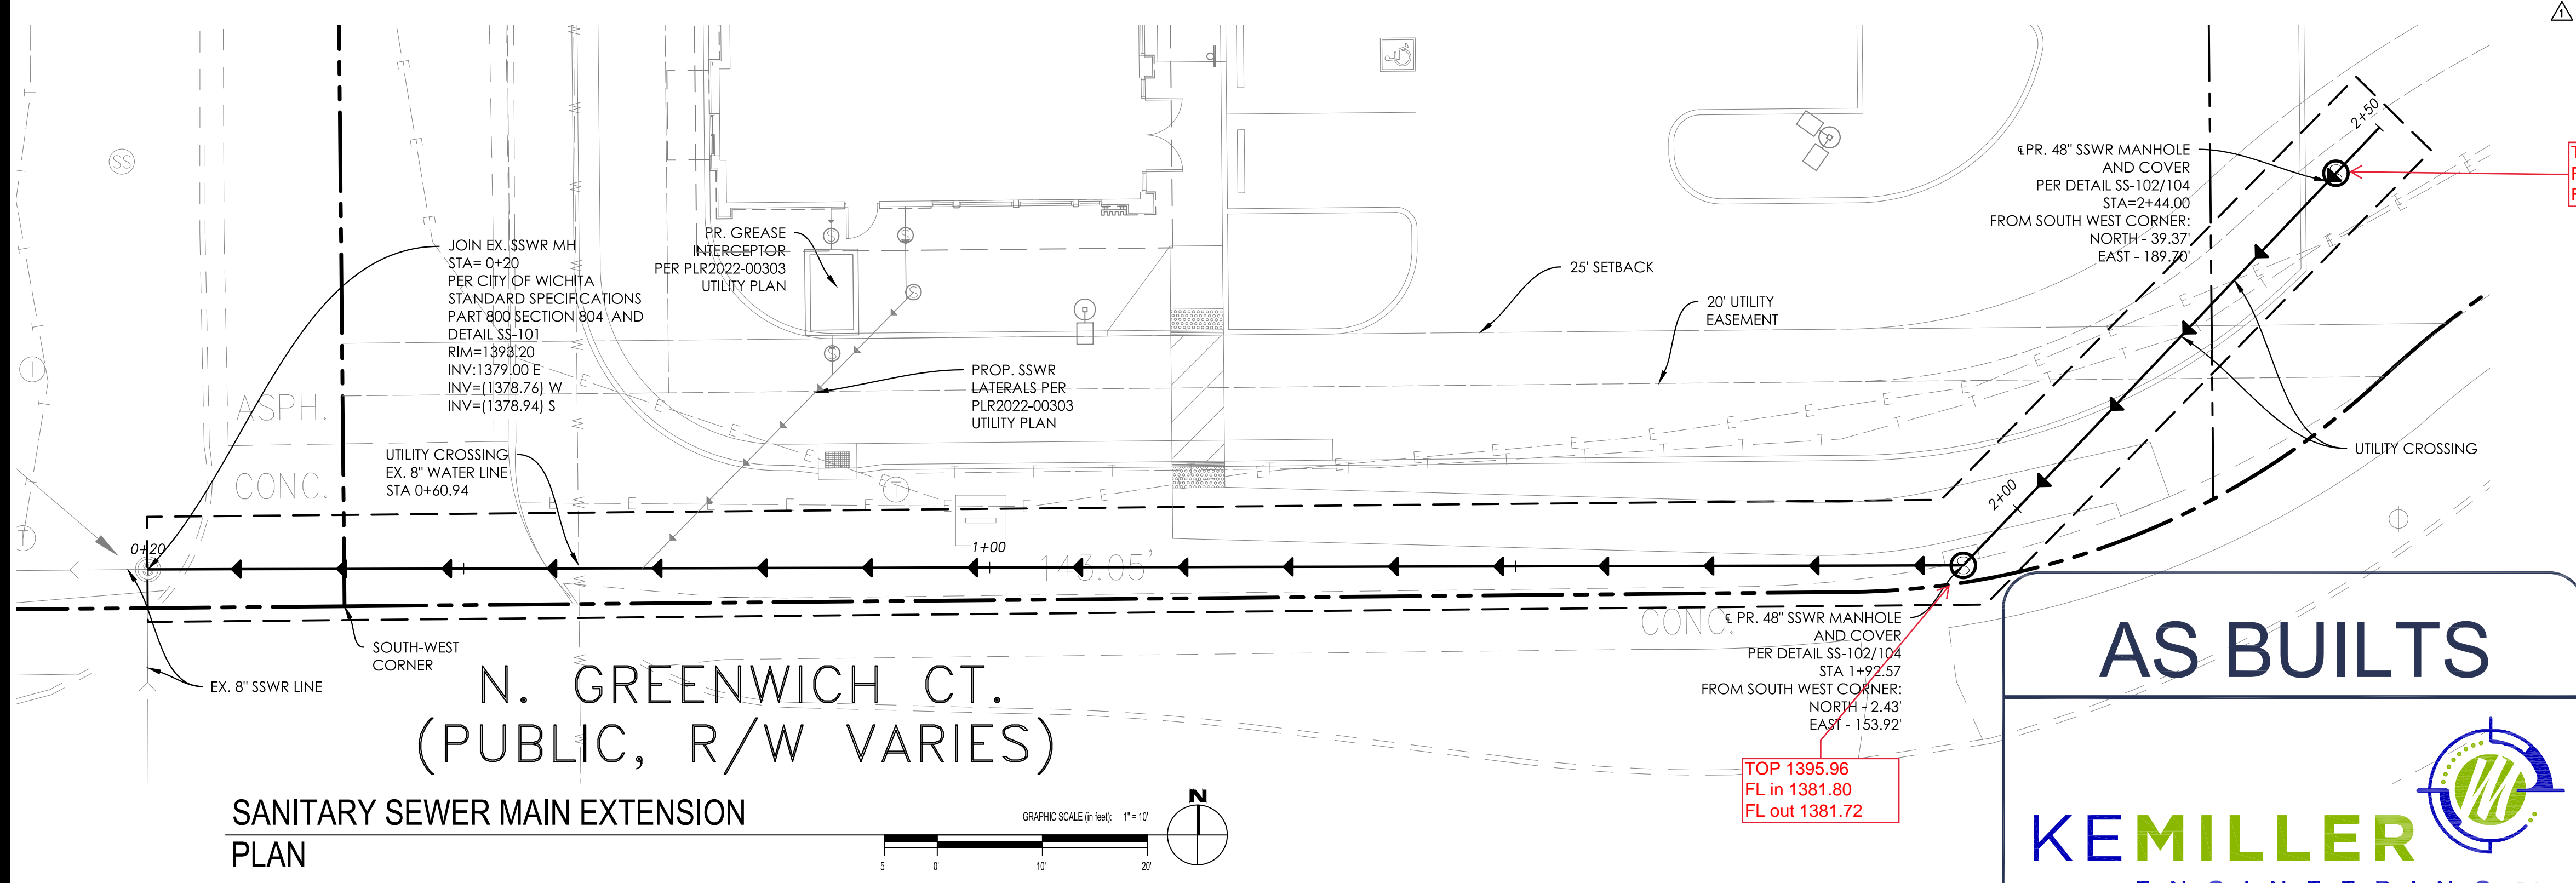 1
SS
T
T
T
JOIN EX. SSWR MH
STA= 0+20
PER CITY OF WICHITA
STANDARD SPECIFICATIONS
PART 800 SECTION 804 AND
DETAIL SS-101
RIM=1393.20
INV:1379.00 E
INV=(1378.76) W
INV=(1378.94) S
PR. GREASE
INTERCEPTOR
PER PLR2022-00303
UTILITY PLAN
PROP. SSWR
LATERALS PER
PLR2022-00303
UTILITY PLAN
25' SETBACK
20' UTILITY
EASEMENT
℄PR. 48" SSWR MANHOLE
AND COVER
PER DETAIL SS-102/104
STA=2+44.00
FROM SOUTH WEST CORNER:
NORTH - 39.37'
EAST - 189.70'
2+50
ASPH.
CONC.
UTILITY CROSSING
EX. 8" WATER LINE
STA 0+60.94
UTILITY CROSSING
2+00
0+20
1+00
143.05'
CONC.
℄ PR. 48" SSWR MANHOLE
AND COVER
PER DETAIL SS-102/104
STA 1+92.57
FROM SOUTH WEST CORNER:
NORTH - 2.43'
EAST - 153.92'
SOUTH-WEST
CORNER
EX. 8" SSWR LINE
N. GREENWICH CT.
(PUBLIC, R/W VARIES)
TOP 1395.96
FL in 1381.80
FL out 1381.72
SANITARY SEWER MAIN EXTENSION
PLAN
GRAPHIC SCALE (in feet): 1" = 10'
5 0' 10' 20'
N
AS BUILTS
KEMILLER